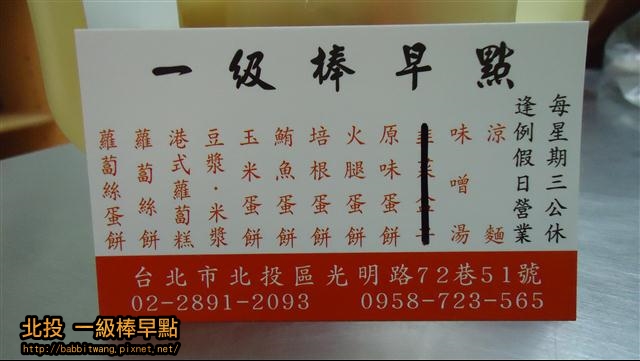 一級棒早點
每星期三公休
逢例假日營業
涼麵
味噌湯
韭菜盒子
原味蛋餅
火腿蛋餅
培根蛋餅
鮪魚蛋餅
玉米蛋餅
豆漿．米漿
港式蘿蔔糕
蘿蔔絲餅
蘿蔔絲蛋餅
台北市北投區光明路72巷51號
02-2891-2093 0958-723-565
北投 一級棒早點
http://babbitwang.pixnet.net/